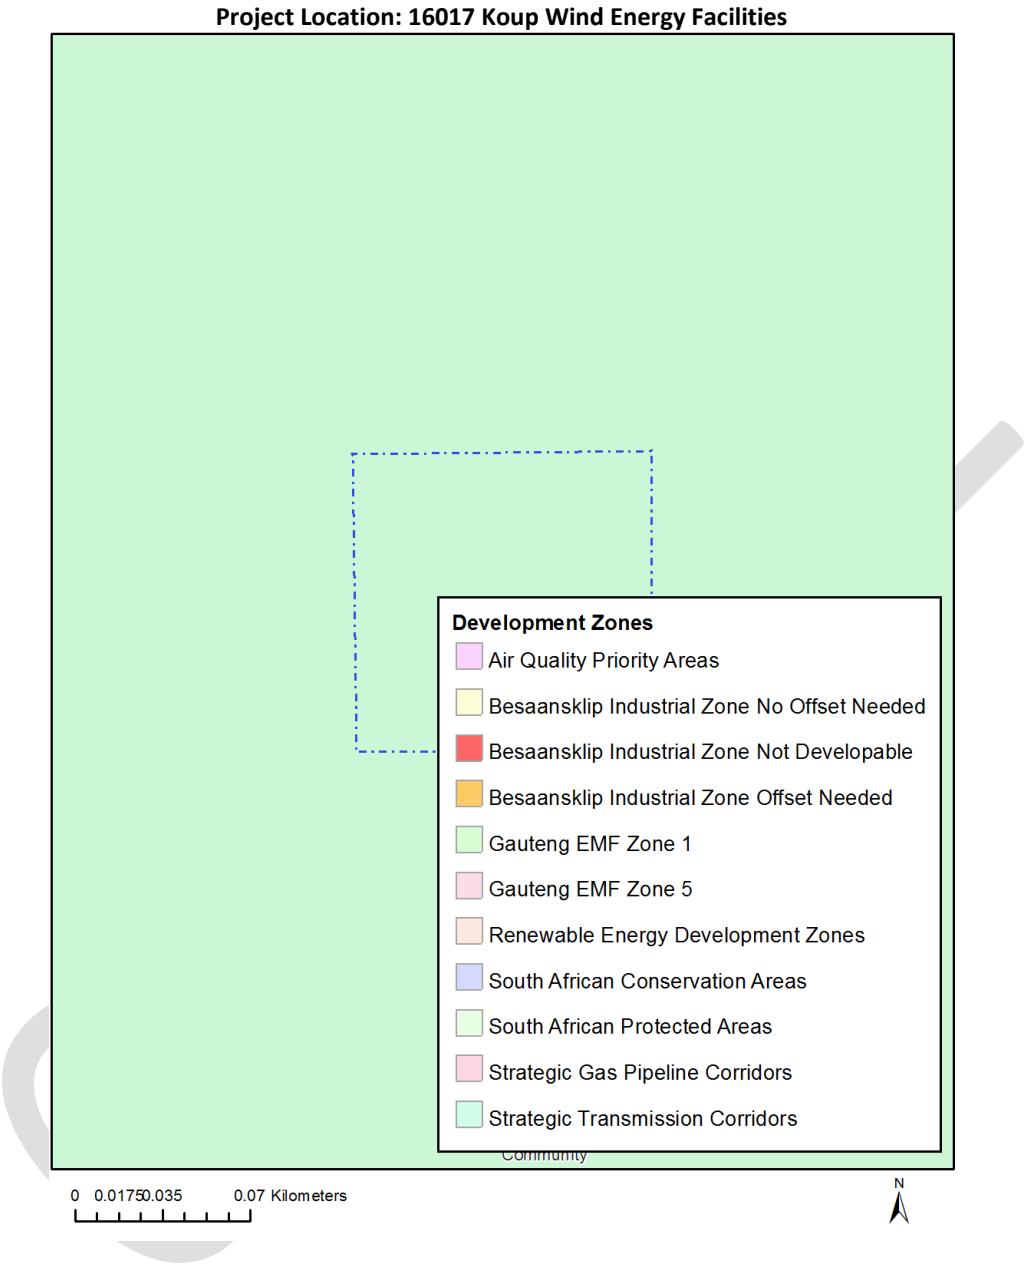 Project Location: 16017 Koup Wind Energy Facilities
Development Zones
Air Quality Priority Areas
Besaansklip Industrial Zone No Offset Needed
Besaansklip Industrial Zone Not Developable
Besaansklip Industrial Zone Offset Needed
Gauteng EMF Zone 1
Gauteng EMF Zone 5
Renewable Energy Development Zones
South African Conservation Areas
South African Protected Areas
Strategic Gas Pipeline Corridors
Strategic Transmission Corridors
Community
0 0.0175 0.035 0.07 Kilometers
N